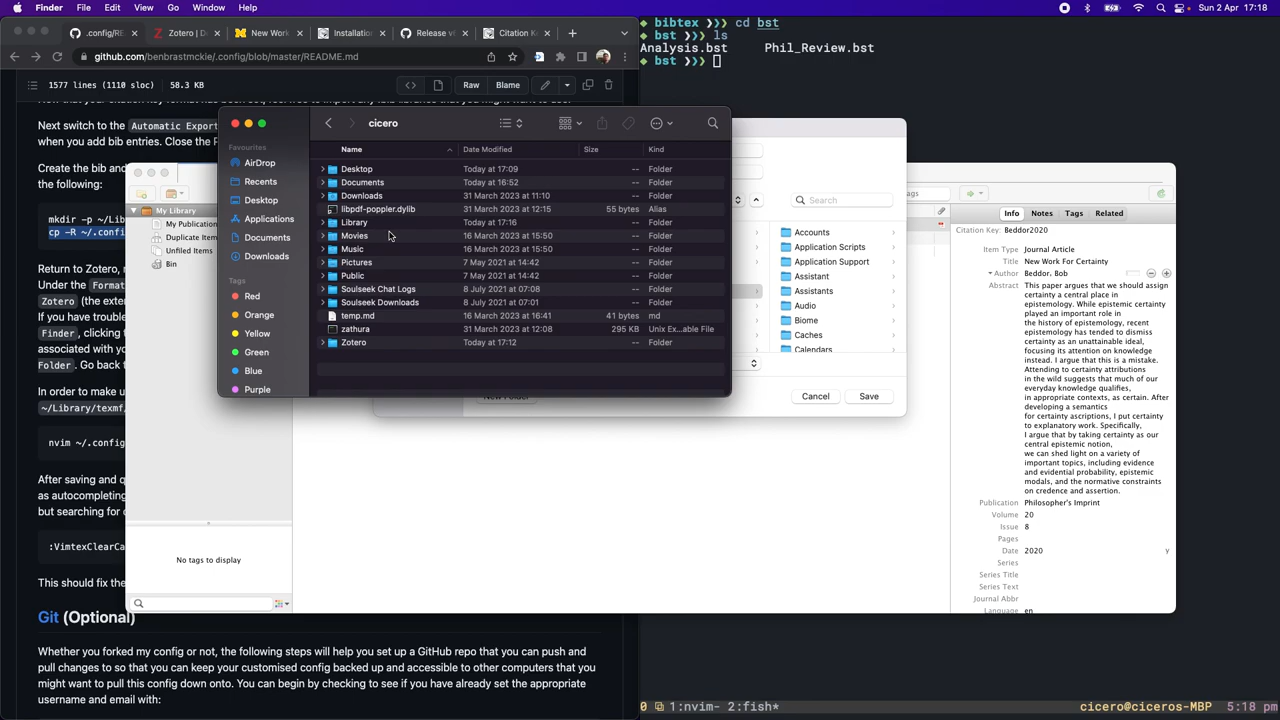 Finder File Edit View Go Window Help
Sun 2 Apr 17:18
.config/RE
Zotero | D
New Work
Installation
Release v6
Citation K
github.com/benbrastmckie/.config/blob/master/README.md
1577 lines (1110 sloc) 58.3 KB
Raw Blame
Next switch to the Automatic Export
when you add bib entries. Close the P
Create the bib and
the following:
mkdir -p ~/Lib
cp -R ~/.confi
Return to Zotero,
Under the Format
Zotero (the exten
If you have trouble
Finder, clicking
associated with yo
Folder. Go back t
In order to make u
~/Library/texmf/
nvim ~/.config
After saving and q
as autocompleting
but searching for c
:VimtexClearCa
This should fix the
Git (Optional)
Whether you forked my config or not, the following steps will help you set up a GitHub repo that you can push and
pull changes to so that you can keep your customised config backed up and accessible to other computers that you
might want to pull this config down onto. You can begin by checking to see if you have already set the appropriate
username and email with:
cicero
Favourites
AirDrop
Recents
Desktop
Applications
Documents
Downloads
Tags
Red
Orange
Yellow
Green
Blue
Purple
Name Date Modified Size Kind
Desktop Today at 17:09 -- Folder
Documents Today at 16:52 -- Folder
Downloads 31 March 2023 at 11:10 -- Folder
libpdf-poppler.dylib 31 March 2023 at 12:15 55 bytes Alias
Library Today at 17:16 -- Folder
Movies 16 March 2023 at 15:50 -- Folder
Music 16 March 2023 at 15:50 -- Folder
Pictures 7 May 2021 at 14:42 -- Folder
Public 7 May 2021 at 14:42 -- Folder
Soulseek Chat Logs 8 July 2021 at 07:08 -- Folder
Soulseek Downloads 8 July 2021 at 07:01 -- Folder
temp.md 16 March 2023 at 16:41 41 bytes md
zathura 31 March 2023 at 12:08 295 KB Unix Ex...able File
Zotero Today at 17:12 -- Folder
My Library
My Publication
Duplicate Item
Unfiled Items
Bin
No tags to display
Search
Accounts
Application Scripts
Application Support
Assistant
Assistants
Audio
Biome
Caches
Calendars
New Folder
Cancel Save
Info Notes Tags Related
Citation Key: Beddor2020
Item Type Journal Article
Title New Work For Certainty
Author Beddor, Bob
Abstract This paper argues that we should assign
certainty a central place in
epistemology. While epistemic certainty
played an important role in
the history of epistemology, recent
epistemology has tended to dismiss
certainty as an unattainable ideal,
focusing its attention on knowledge
instead. I argue that this is a mistake.
Attending to certainty attributions
in the wild suggests that much of our
everyday knowledge qualifies,
in appropriate contexts, as certain. After
developing a semantics
for certainty ascriptions, I put certainty
to explanatory work. Specifically,
I argue that by taking certainty as our
central epistemic notion,
we can shed light on a variety of
important topics, including evidence
and evidential probability, epistemic
modals, and the normative constraints
on credence and assertion.
Publication Philosopher's Imprint
Volume 20
Issue 8
Pages
Date 2020 y
Series
Series Title
Series Text
Journal Abbr
Language en
bibtex ❯❯❯ cd bst
bst ❯❯❯ ls
Analysis.bst Phil_Review.bst
bst ❯❯❯
0 1:nvim- 2:fish*
cicero@ciceros-MBP 5:18 pm